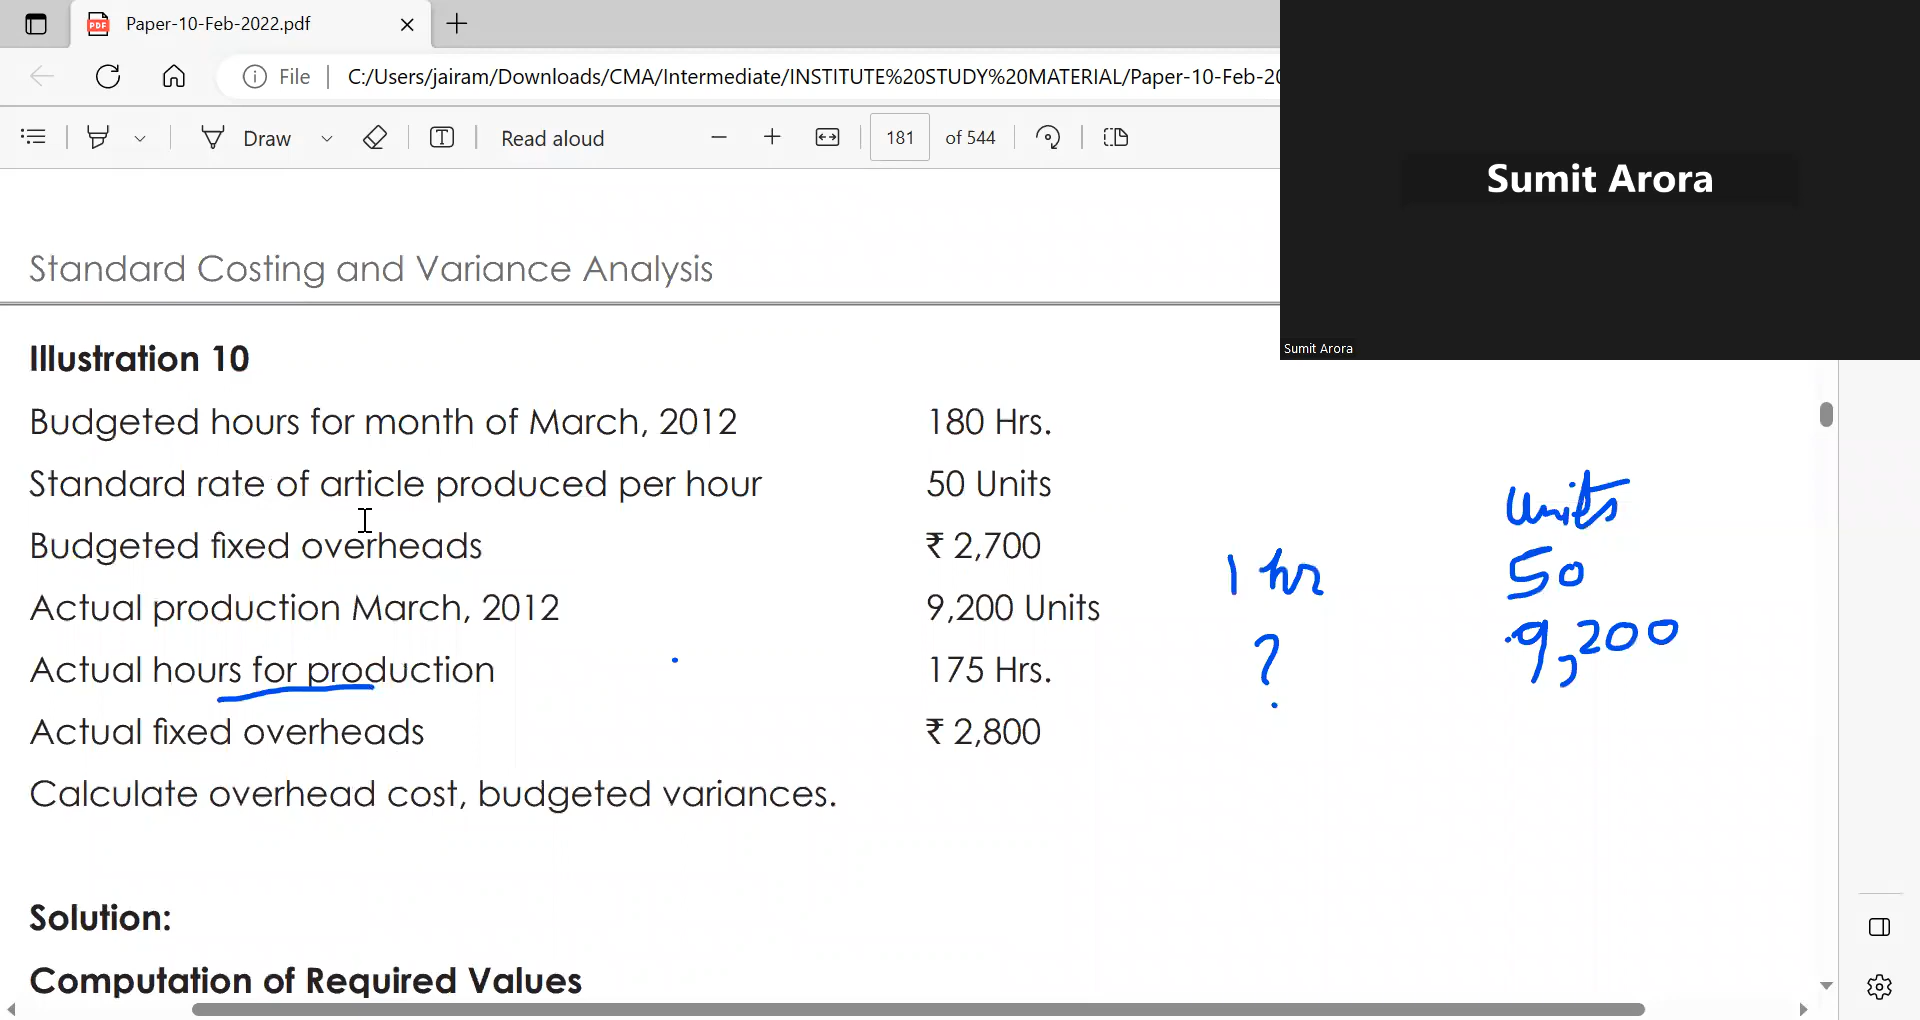 Paper-10-Feb-2022.pdf
File | C:/Users/jairam/Downloads/CMA/Intermediate/INSTITUTE%20STUDY%20MATERIAL/Paper-10-Feb-20
Draw Read aloud 181 of 544
Sumit Arora
Sumit Arora
Standard Costing and Variance Analysis
Illustration 10
Budgeted hours for month of March, 2012 180 Hrs.
Standard rate of article produced per hour 50 Units
Budgeted fixed overheads ₹ 2,700
Actual production March, 2012 9,200 Units
Actual hours for production 175 Hrs.
Actual fixed overheads ₹ 2,800
Calculate overhead cost, budgeted variances.
units
1 hr 50
? 9,200
Solution:
Computation of Required Values